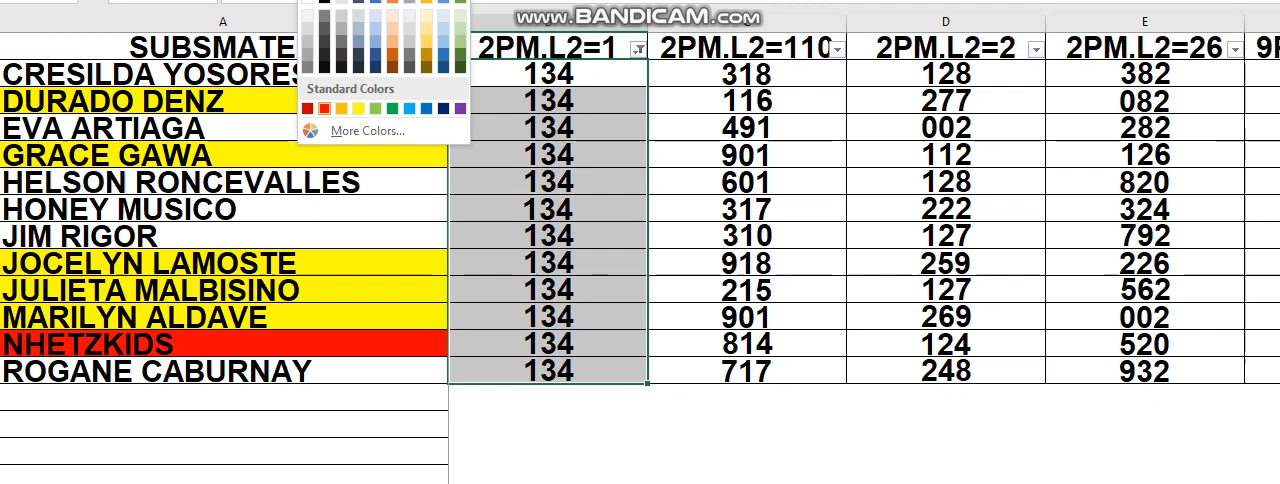 www.BANDICAM.com
A D E
SUBSMATE 2PM.L2=1 2PM.L2=110 2PM.L2=2 2PM.L2=26
CRESILDA YOSORES 134 318 128 382
DURADO DENZ 134 116 277 082
EVA ARTIAGA 134 491 002 282
GRACE GAWA 134 901 112 126
HELSON RONCEVALLES 134 601 128 820
HONEY MUSICO 134 317 222 324
JIM RIGOR 134 310 127 792
JOCELYN LAMOSTE 134 918 259 226
JULIETA MALBISINO 134 215 127 562
MARILYN ALDAVE 134 901 269 002
NHETZKIDS 134 814 124 520
ROGANE CABURNAY 134 717 248 932
Standard Colors
More Colors...